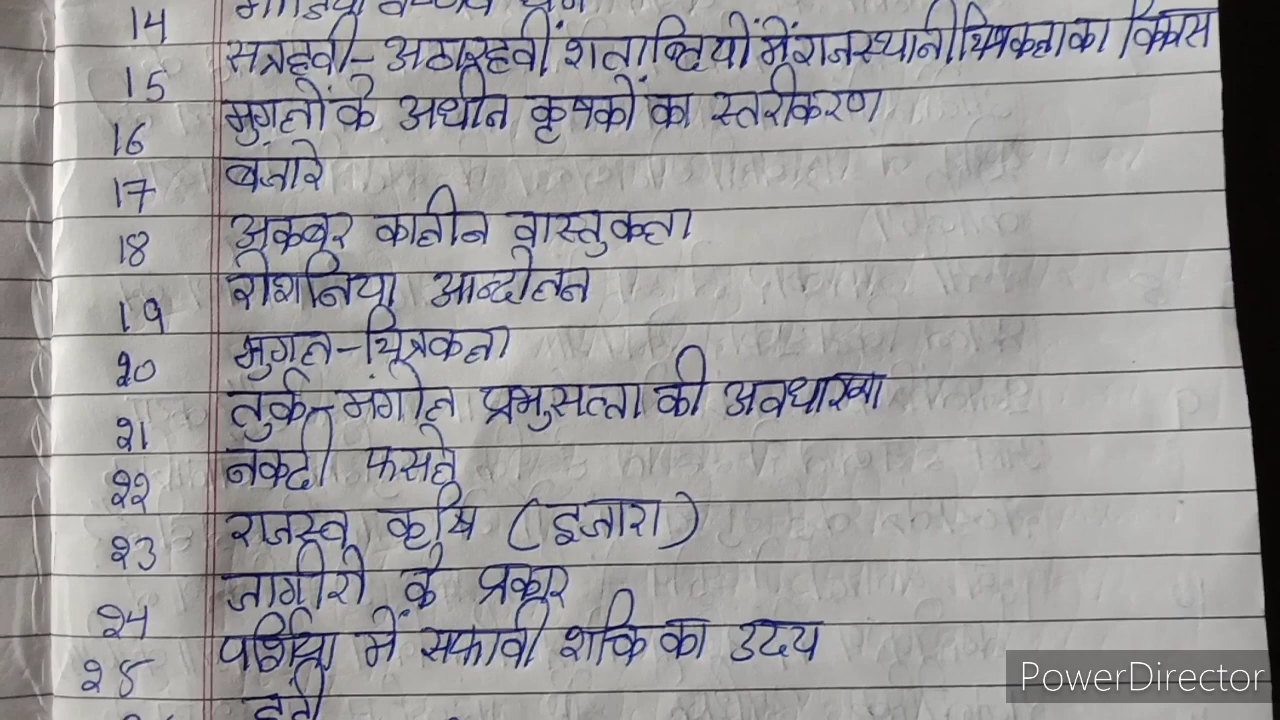 14
सत्रहवी - अठारहवीं शताब्दियों में राजस्थानी चित्रकला का विकास
15
मुगलों के अधीन कृषकों का स्तरीकरण
16
बंजारे
17
अकबर कालीन वास्तुकला
18
रोशनिया आन्दोलन
19
मुगल-चित्रकला
20
तुर्क-मंगोल प्रभुसत्ता की अवधारणा
21
नकदी फसलें
22
राजस्व कृषि (इजारा)
23
जागीरों के प्रकार
24
पर्शिया में सफावी शक्ति का उदय
25
PowerDirector